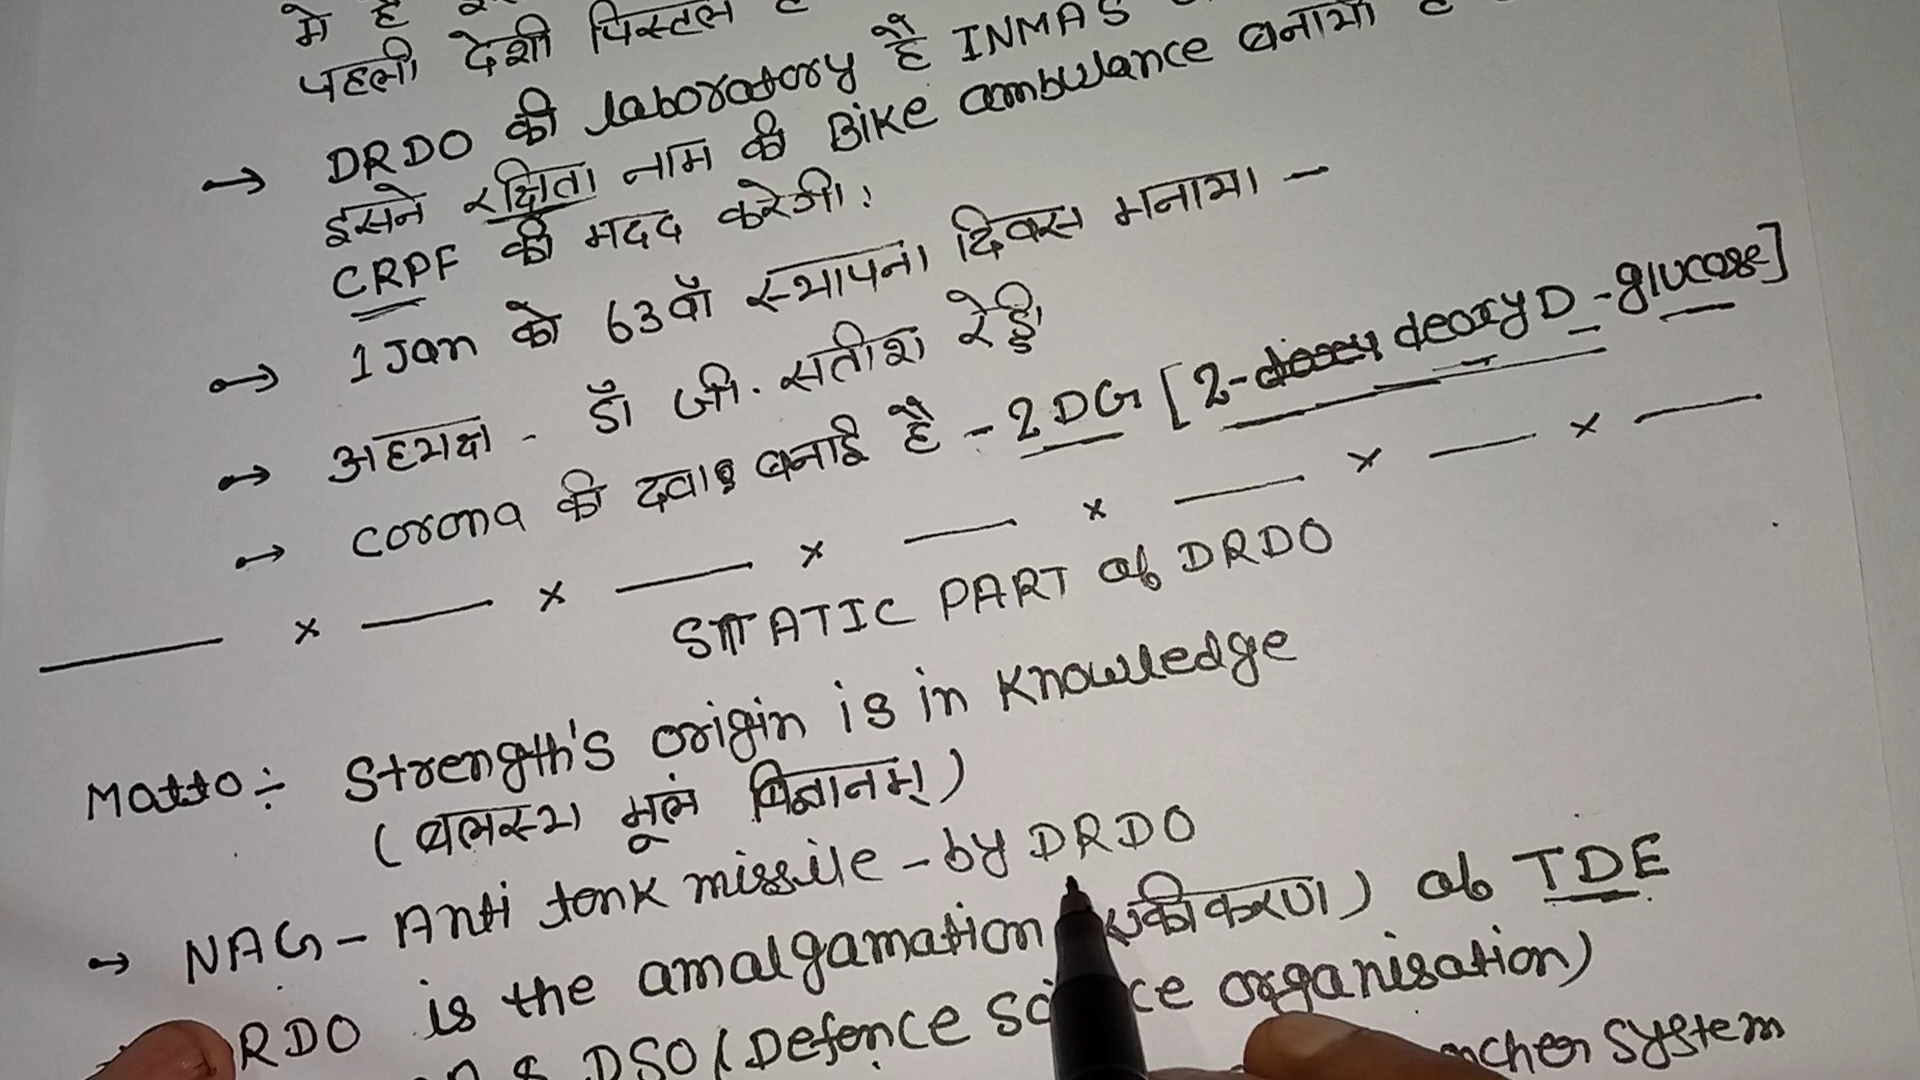 में है
पहली देशी पिस्टल है
→ DRDO की laboratory है INMAS
इसने रक्षिता नाम की Bike ambulance बनाया है
CRPF की मदद करेगी।
→ 1 Jan को 63वाँ स्थापना दिवस मनाया —
→ अध्यक्ष - डॉ जी. सतीश रेड्डी
→ corona की दवाई बनाई है - 2DG [2- deoxy D - glucose]
STATIC PART of DRDO
Motto ÷ Strength's origin is in Knowledge
(बलस्य मूलं विज्ञानम्)
→ NAG - Anti tank missile - by DRDO
RDO is the amalgamation (एकीकरण) of TDE
& DSO (Defence Science organisation)
ncher system